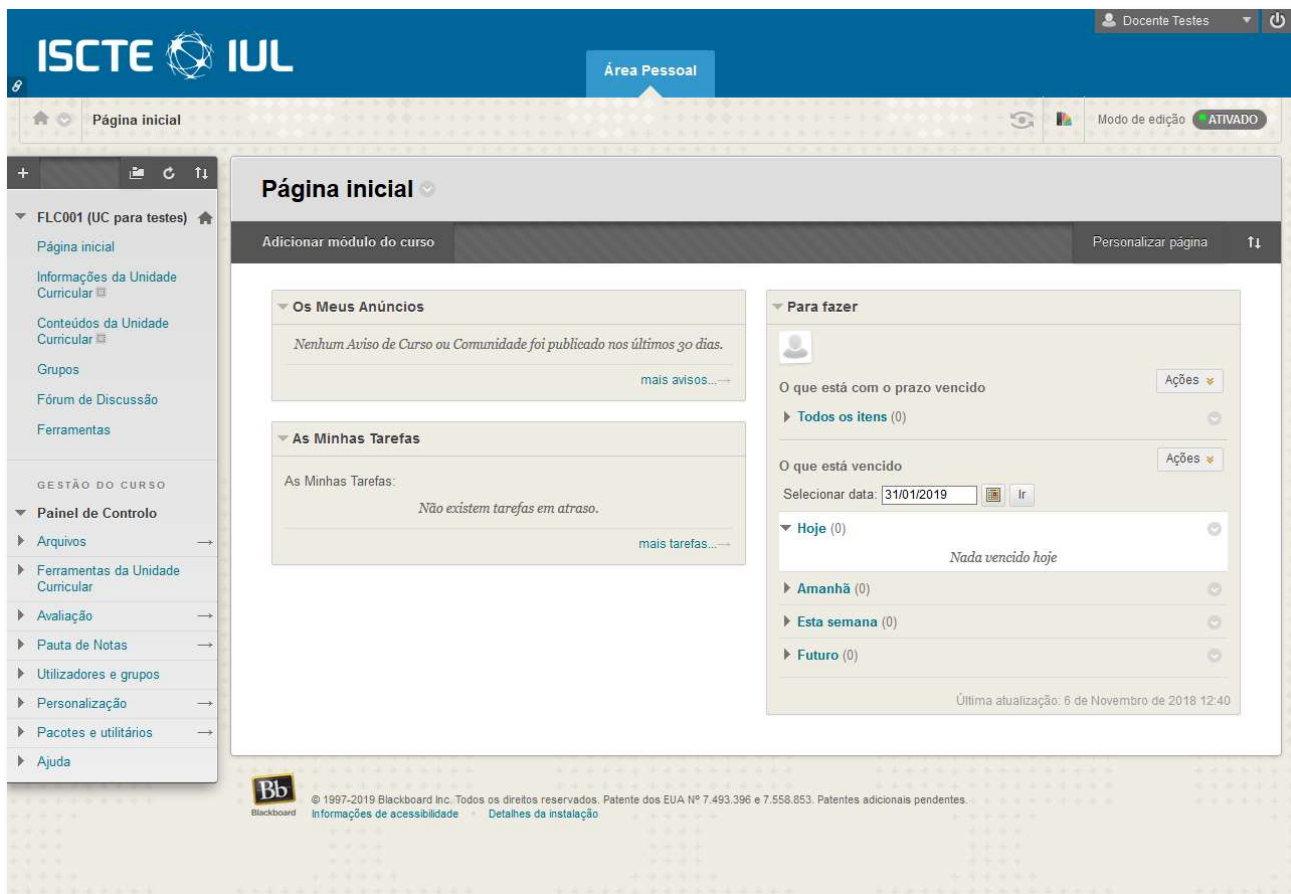 Docente Testes
ISCTE IUL
Área Pessoal
Página inicial
Modo de edição ATIVADO
FLC001 (UC para testes)
Página inicial
Informações da Unidade
Curricular
Conteúdos da Unidade
Curricular
Grupos
Fórum de Discussão
Ferramentas
GESTÃO DO CURSO
Painel de Controlo
Arquivos
Ferramentas da Unidade
Curricular
Avaliação
Pauta de Notas
Utilizadores e grupos
Personalização
Pacotes e utilitários
Ajuda
Página inicial
Adicionar módulo do curso
Personalizar página
Os Meus Anúncios
Nenhum Aviso de Curso ou Comunidade foi publicado nos últimos 30 dias.
mais avisos...
As Minhas Tarefas
As Minhas Tarefas:
Não existem tarefas em atraso.
mais tarefas...
Para fazer
O que está com o prazo vencido
Ações
Todos os itens (0)
O que está vencido
Ações
Selecionar data: 31/01/2019 Ir
Hoje (0)
Nada vencido hoje
Amanhã (0)
Esta semana (0)
Futuro (0)
Última atualização: 6 de Novembro de 2018 12:40
Bb
Blackboard
© 1997-2019 Blackboard Inc. Todos os direitos reservados. Patente dos EUA Nº 7.493.396 e 7.558.853. Patentes adicionais pendentes.
Informações de acessibilidade · Detalhes da instalação